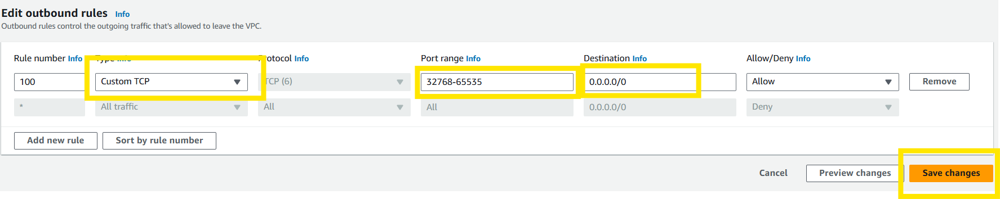 Edit outbound rules Info
Outbound rules control the outgoing traffic that's allowed to leave the VPC.
Rule number Info Type Info Protocol Info Port range Info Destination Info Allow/Deny Info
100 Custom TCP TCP (6) 32768-65535 0.0.0.0/0 Allow Remove
* All traffic All All 0.0.0.0/0 Deny
Add new rule Sort by rule number
Cancel Preview changes Save changes